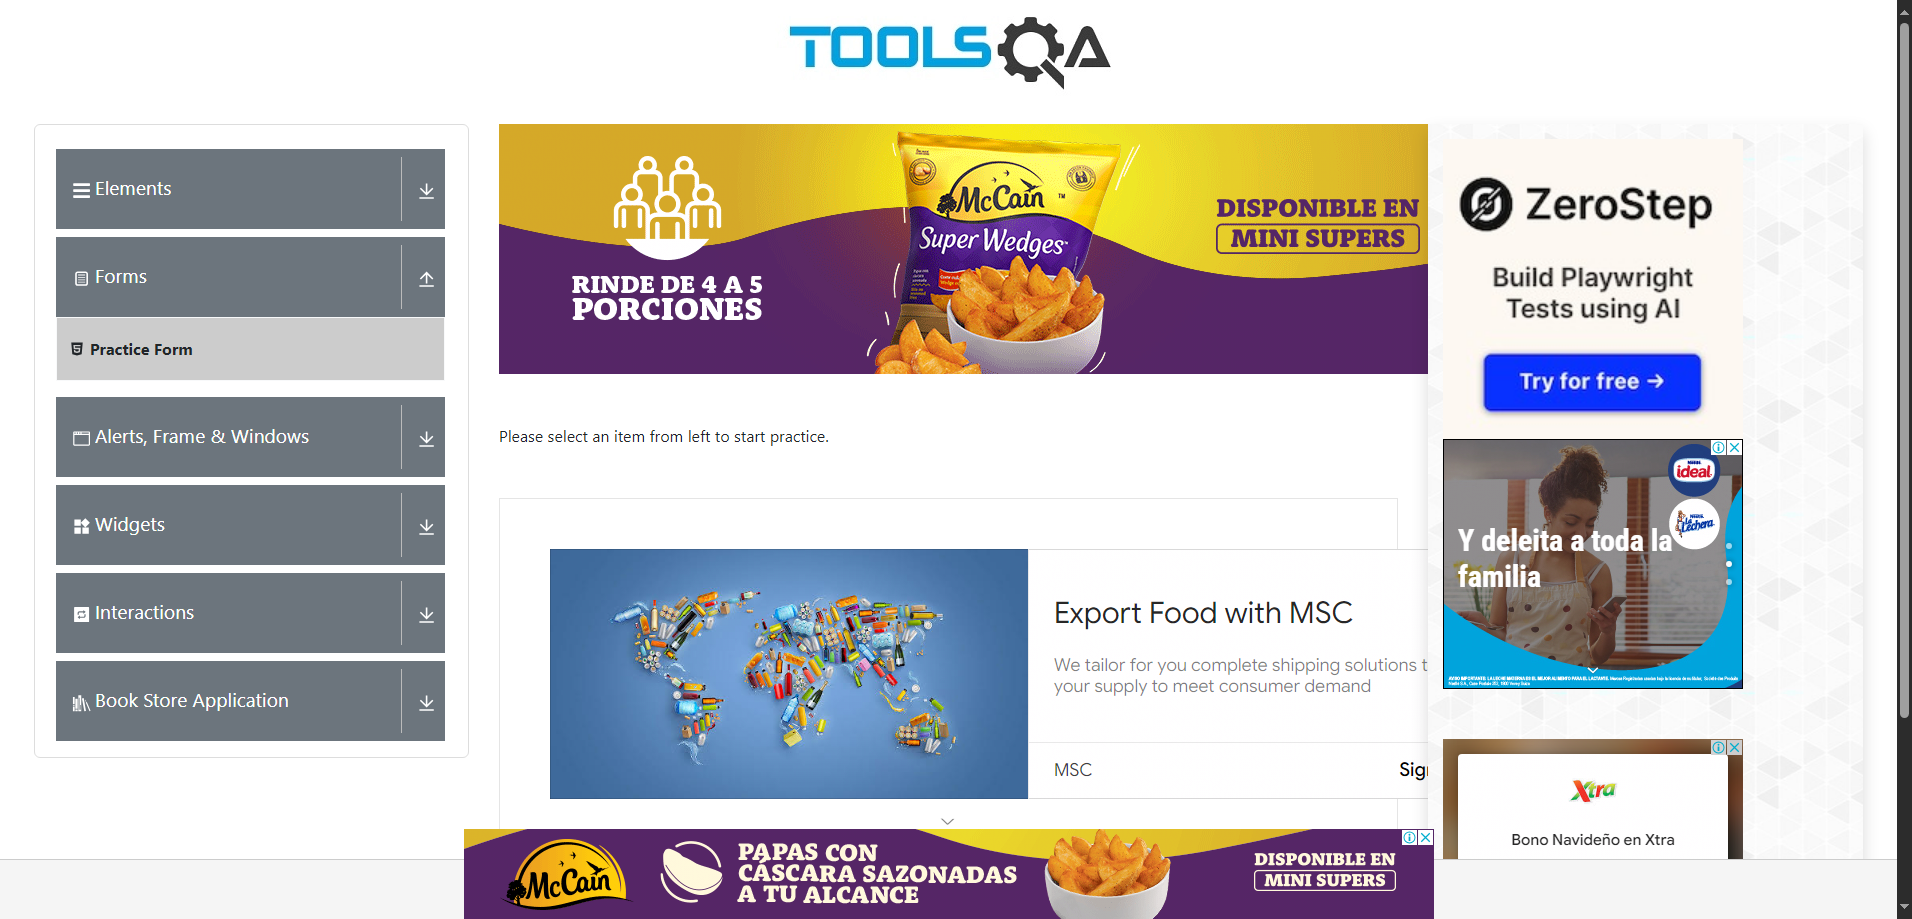 TOOLSQA
Elements
Forms
Practice Form
Alerts, Frame & Windows
Widgets
Interactions
Book Store Application
RINDE DE 4 A 5
PORCIONES
McCain
TM
Super Wedges
DISPONIBLE EN
MINI SUPERS
Please select an item from left to start practice.
Export Food with MSC
We tailor for you complete shipping solutions t
your supply to meet consumer demand
MSC
Sign
ZeroStep
Build Playwright
Tests using AI
Try for free →
ideal
La Lechera
Y deleita a toda la
familia
Xtra
Bono Navideño en Xtra
McCain
PAPAS CON
CÁSCARA SAZONADAS
A TU ALCANCE
DISPONIBLE EN
MINI SUPERS